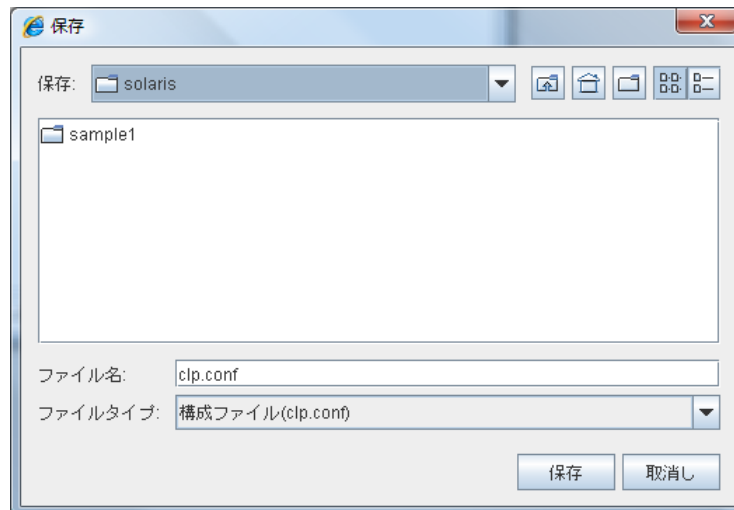 保存
保存: solaris
sample1
ファイル名: clp.conf
ファイルタイプ: 構成ファイル(clp.conf)
保存 取消し